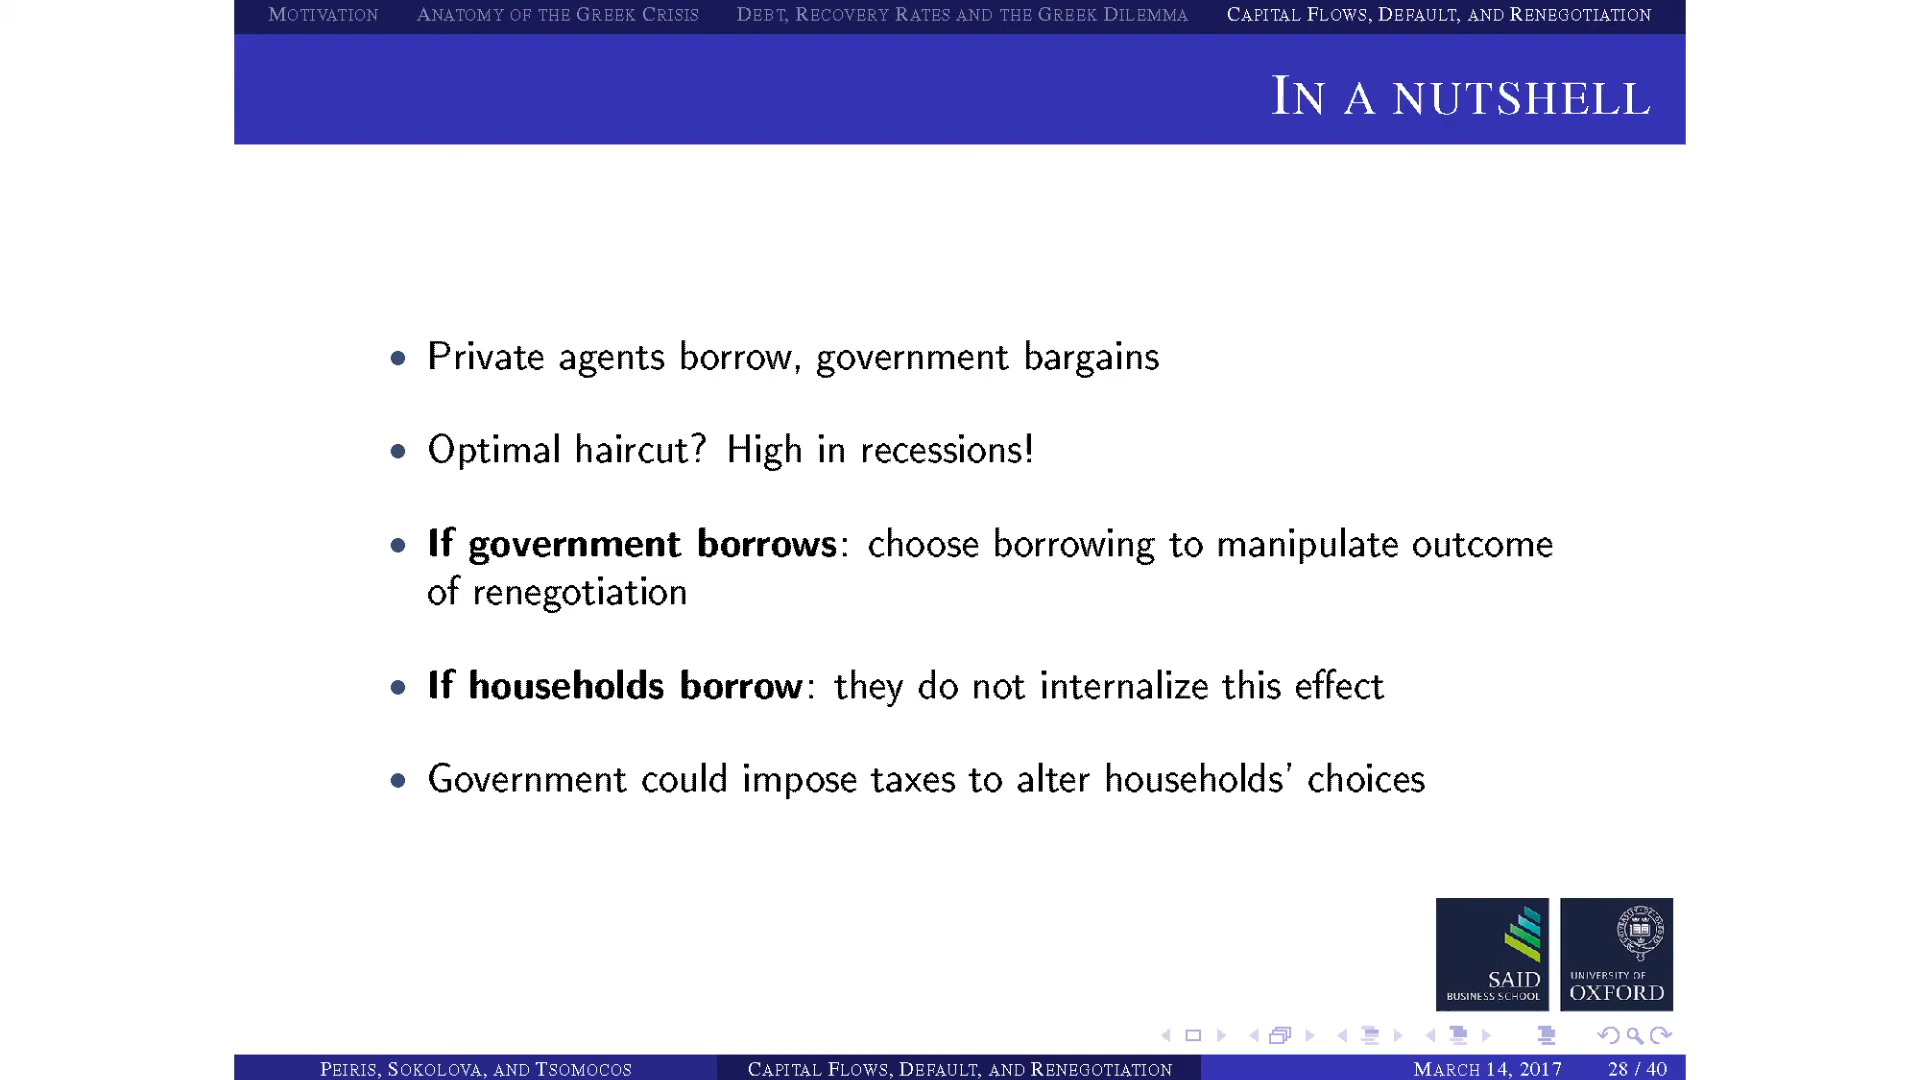 MOTIVATION ANATOMY OF THE GREEK CRISIS DEBT, RECOVERY RATES AND THE GREEK DILEMMA CAPITAL FLOWS, DEFAULT, AND RENEGOTIATION
IN A NUTSHELL
• Private agents borrow, government bargains
• Optimal haircut? High in recessions!
• If government borrows: choose borrowing to manipulate outcome
of renegotiation
• If households borrow: they do not internalize this effect
• Government could impose taxes to alter households' choices
SAID
BUSINESS SCHOOL
UNIVERSITY OF
OXFORD
PEIRIS, SOKOLOVA, AND TSOMOCOS CAPITAL FLOWS, DEFAULT, AND RENEGOTIATION MARCH 14, 2017 28 / 40